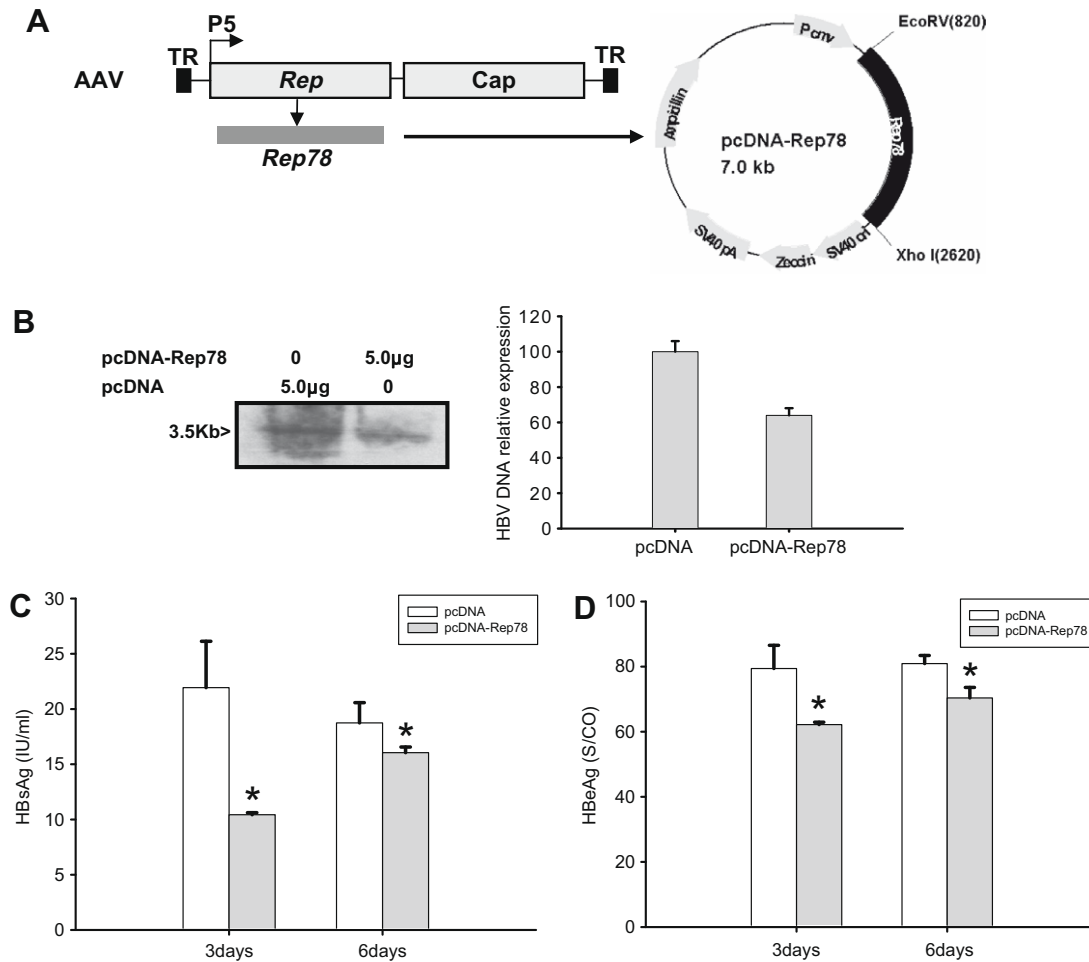 A
P5
TR
TR
AAV
Rep
Cap
Rep78
EcoRV(820)
P cmv
Ampicillin
Rep78
pcDNA-Rep78
7.0 kb
SV40 pA
Zeocin
SV40 ori
Xho I(2620)
B
pcDNA-Rep78 0 5.0µg
pcDNA 5.0µg 0
3.5Kb>
HBV DNA relative expression
120
100
80
60
40
20
0
pcDNA pcDNA-Rep78
C
HBsAg (IU/ml)
30
25
20
15
10
5
0
pcDNA
pcDNA-Rep78
*
*
3days 6days
D
HBeAg (S/CO)
100
80
60
40
20
0
pcDNA
pcDNA-Rep78
*
*
3days 6days